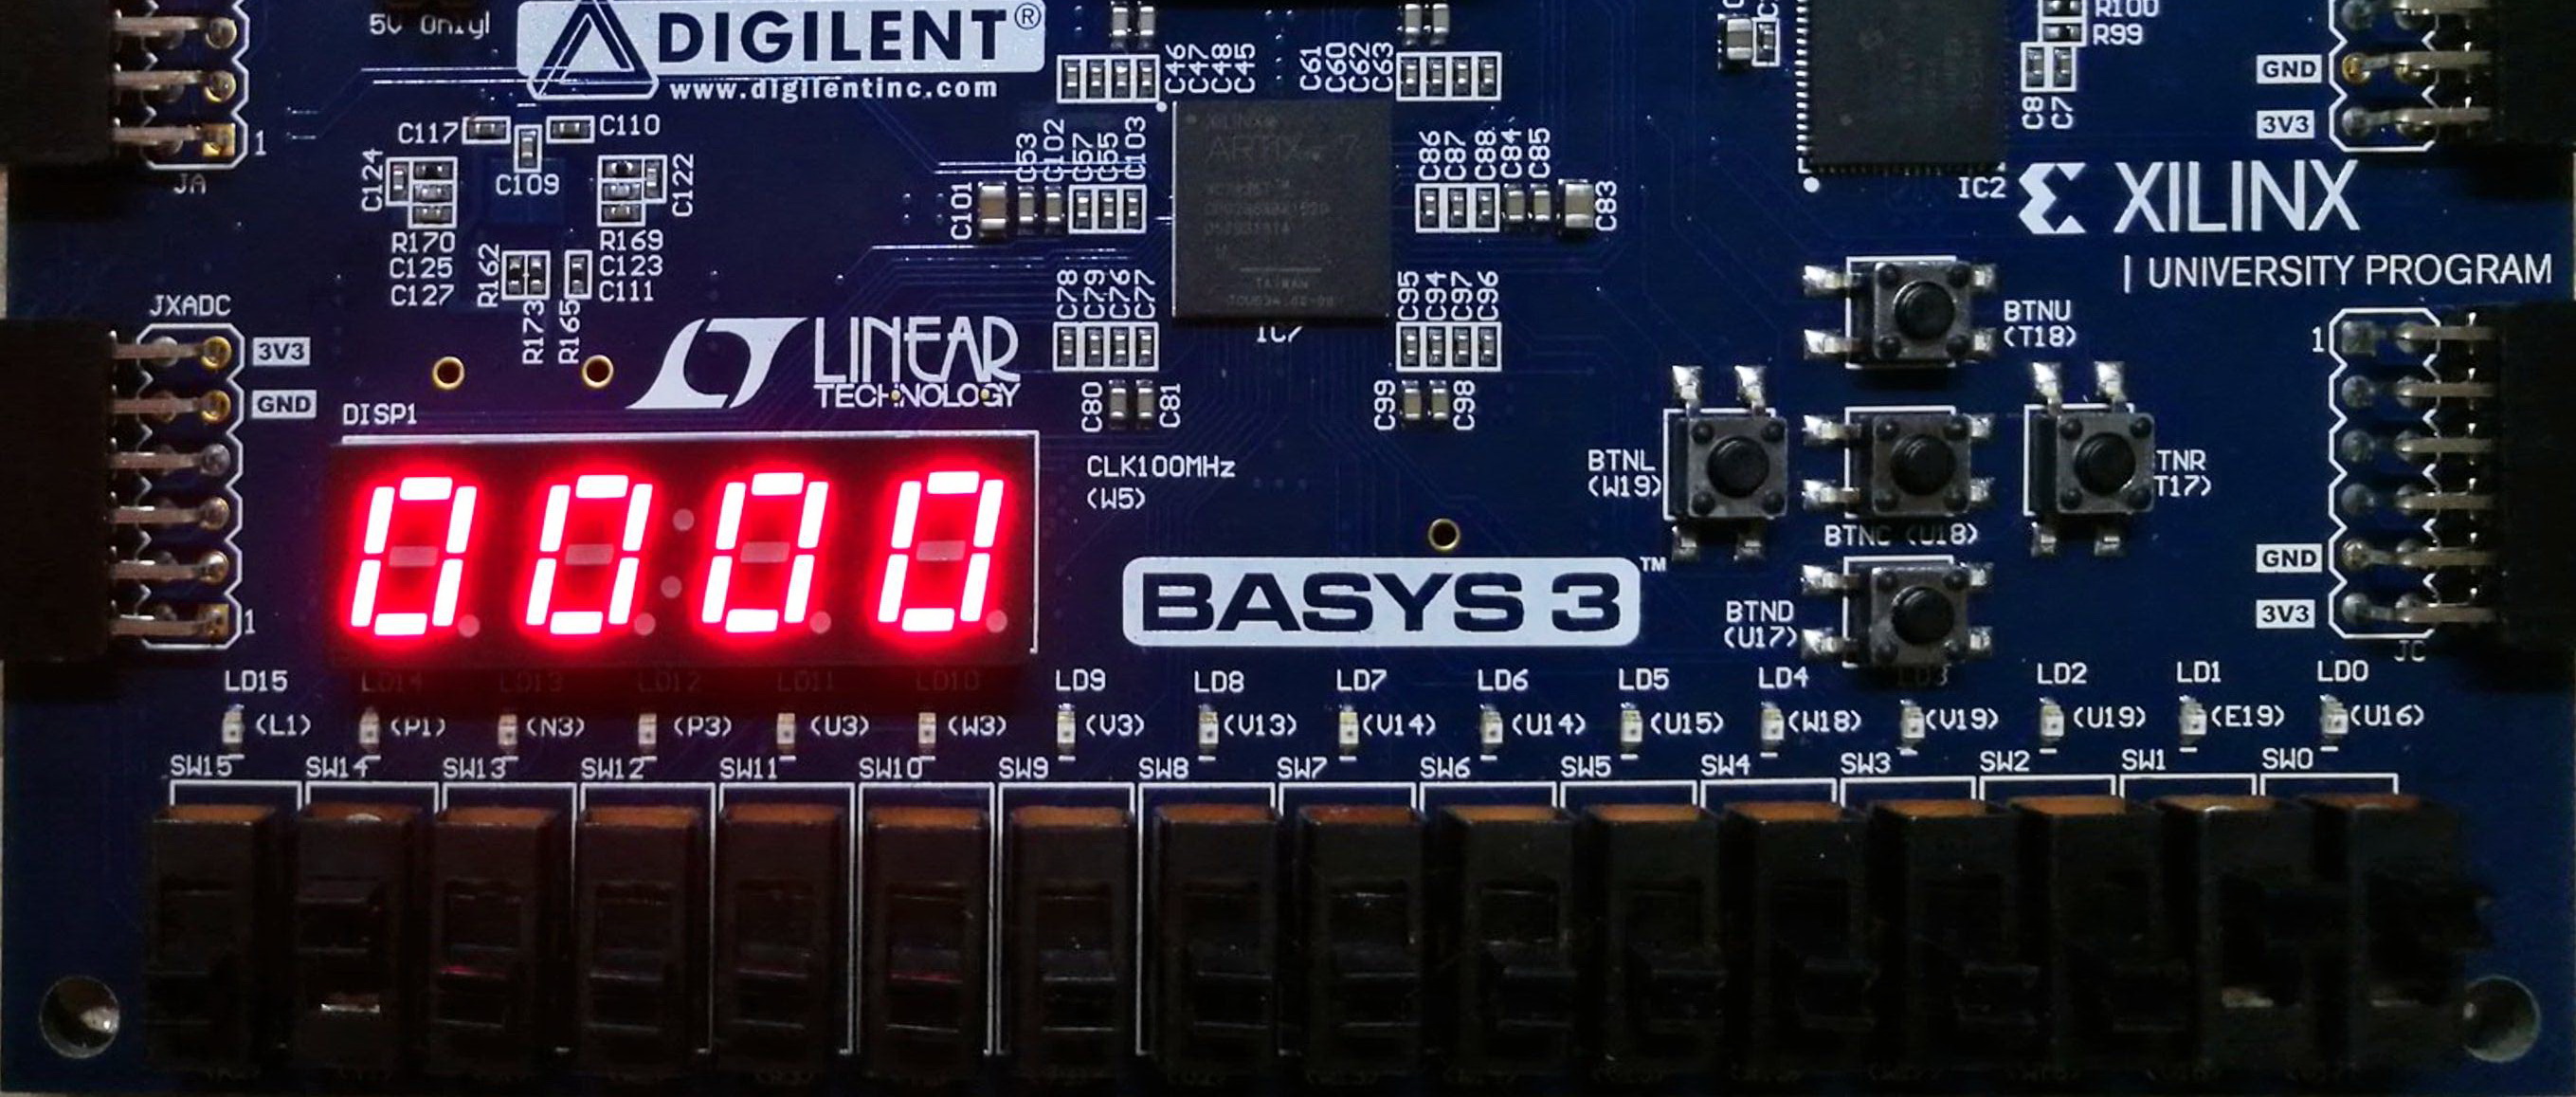 5V Only!
DIGILENT®
www.digilentinc.com
C46
C47
C48
C45
C61
C60
C62
C63
R100
R99
C8
C7
GND
3V3
C117
C110
C109
C124
C122
1
JA
R170
C125
C127
R162
R173
R165
R169
C123
C111
C101
C53
C102
C57
C55
C103
XILINX
ARTIX-7
TAIWAN
C86
C87
C88
C84
C85
C83
IC2
XILINX
| UNIVERSITY PROGRAM
C78
C79
C76
C77
C95
C94
C97
C96
IC7
C80
C81
C99
C98
JXADC
3V3
GND
1
LINEAR
TECHNOLOGY
DISP1
0000
CLK100MHz
(W5)
BASYS 3™
BTNU
(T18)
BTNL
(W19)
TNR
T17)
BTNC (U18)
BTND
(U17)
1
GND
3V3
JC
LD15 LD14 LD13 LD12 LD11 LD10 LD9 LD8 LD7 LD6 LD5 LD4 LD3 LD2 LD1 LD0
(L1) (P1) (N3) (P3) (U3) (W3) (V3) (V13) (V14) (U14) (U15) (W18) (V19) (U19) (E19) (U16)
SW15 SW14 SW13 SW12 SW11 SW10 SW9 SW8 SW7 SW6 SW5 SW4 SW3 SW2 SW1 SW0